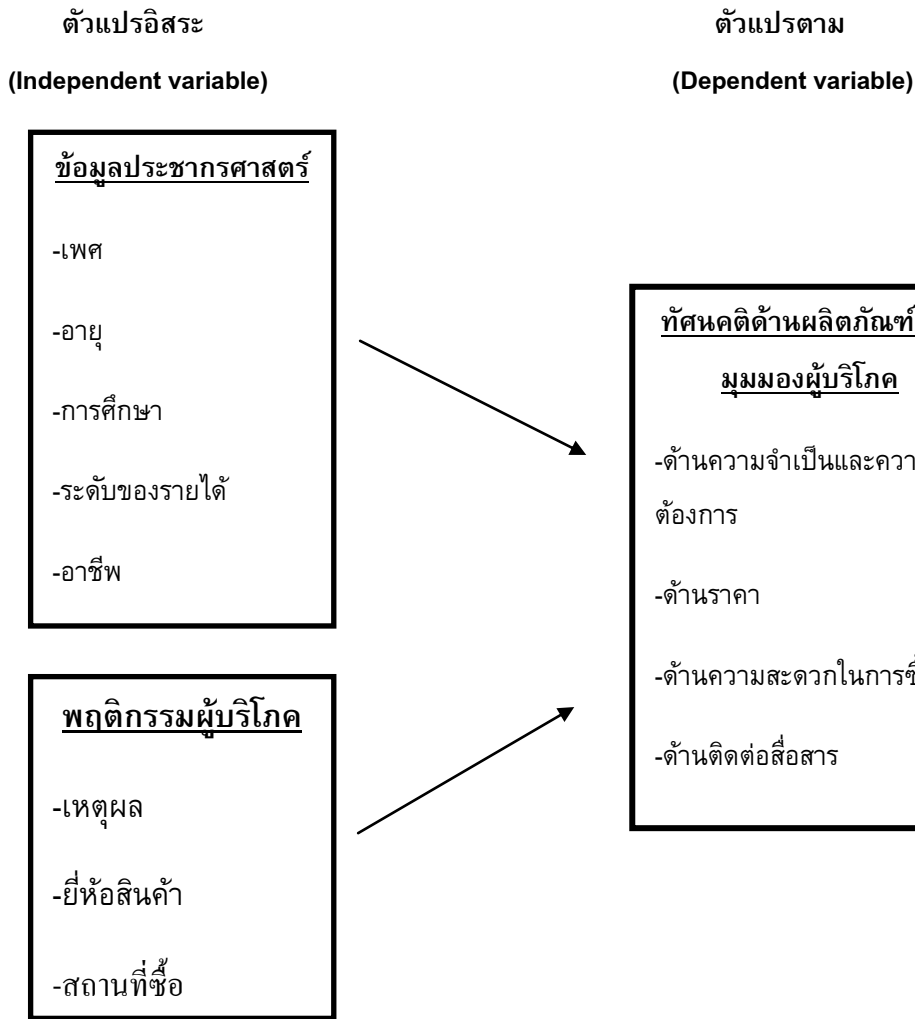 ตัวแปรอิสระ
(Independent variable)
ตัวแปรตาม
(Dependent variable)
ข้อมูลประชากรศาสตร์
-เพศ
-อายุ
-การศึกษา
-ระดับของรายได้
-อาชีพ
พฤติกรรมผู้บริโภค
-เหตุผล
-ยี่ห้อสินค้า
-สถานที่ซื้อ
ทัศนคติด้านผลิตภัณฑ์
มุมมองผู้บริโภค
-ด้านความจำเป็นและ
ต้องการ
-ด้านราคา
-ด้านความสะดวกในการ
-ด้านติดต่อสื่อสาร